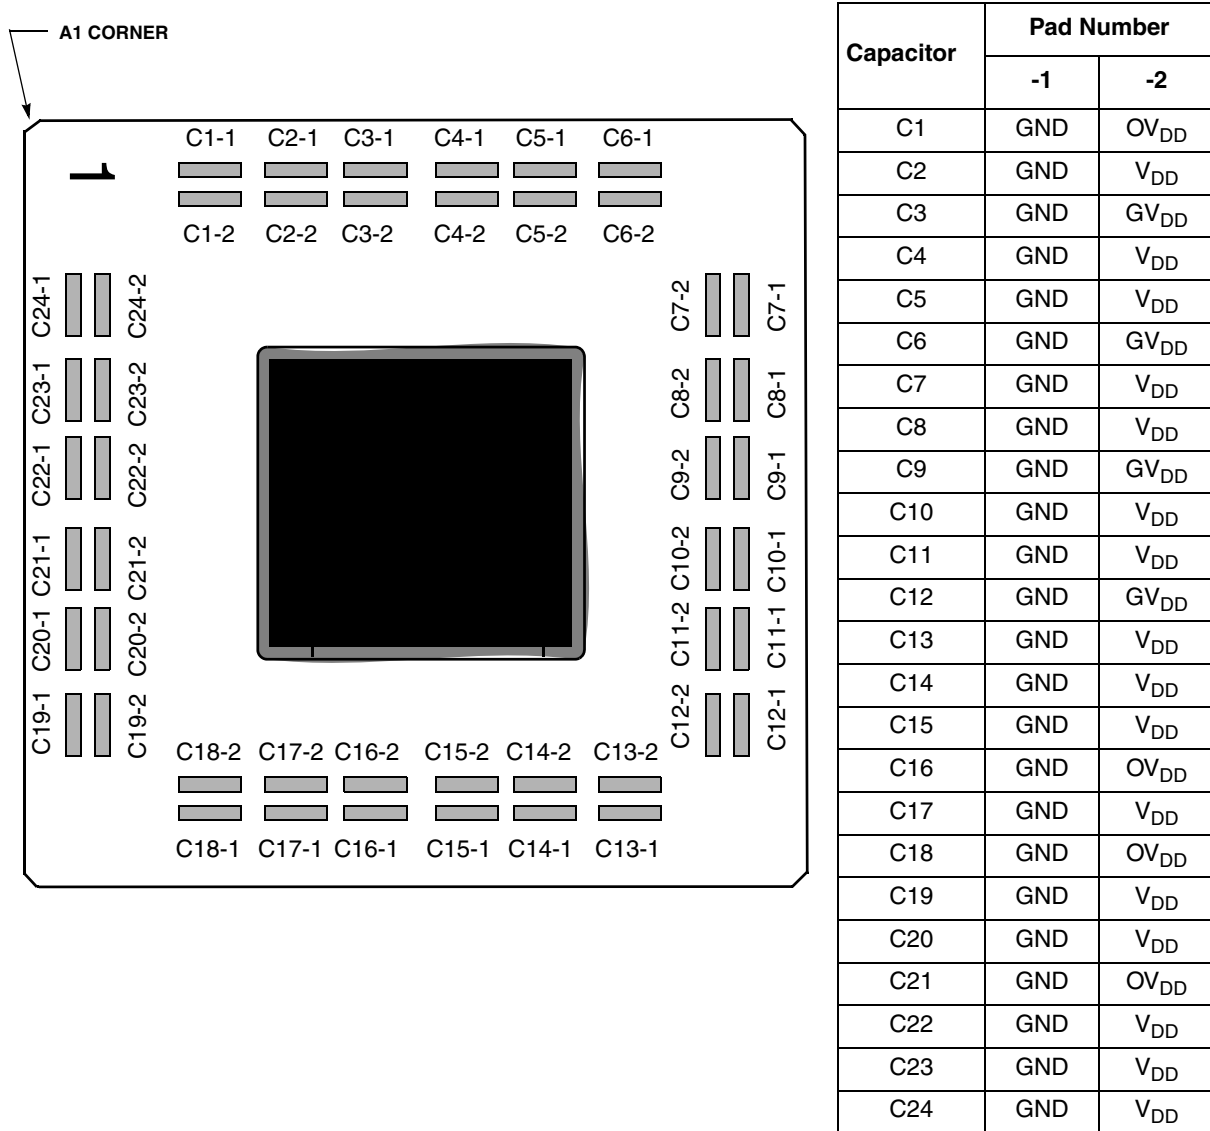 A1 CORNER
1
C1-1 C2-1 C3-1 C4-1 C5-1 C6-1
C1-2 C2-2 C3-2 C4-2 C5-2 C6-2
C24-1 C24-2
C23-1 C23-2
C22-1 C22-2
C21-1 C21-2
C20-1 C20-2
C19-1 C19-2
C7-2 C7-1
C8-2 C8-1
C9-2 C9-1
C10-2 C10-1
C11-2 C11-1
C12-2 C12-1
C18-2 C17-2 C16-2 C15-2 C14-2 C13-2
C18-1 C17-1 C16-1 C15-1 C14-1 C13-1
Capacitor Pad Number
-1 -2
C1 GND OVDD
C2 GND VDD
C3 GND GVDD
C4 GND VDD
C5 GND VDD
C6 GND GVDD
C7 GND VDD
C8 GND VDD
C9 GND GVDD
C10 GND VDD
C11 GND VDD
C12 GND GVDD
C13 GND VDD
C14 GND VDD
C15 GND VDD
C16 GND OVDD
C17 GND VDD
C18 GND OVDD
C19 GND VDD
C20 GND VDD
C21 GND OVDD
C22 GND VDD
C23 GND VDD
C24 GND VDD